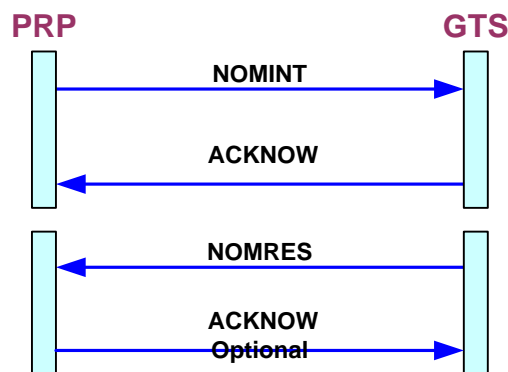 PRP GTS
NOMINT
ACKNOW
NOMRES
ACKNOW
Optional